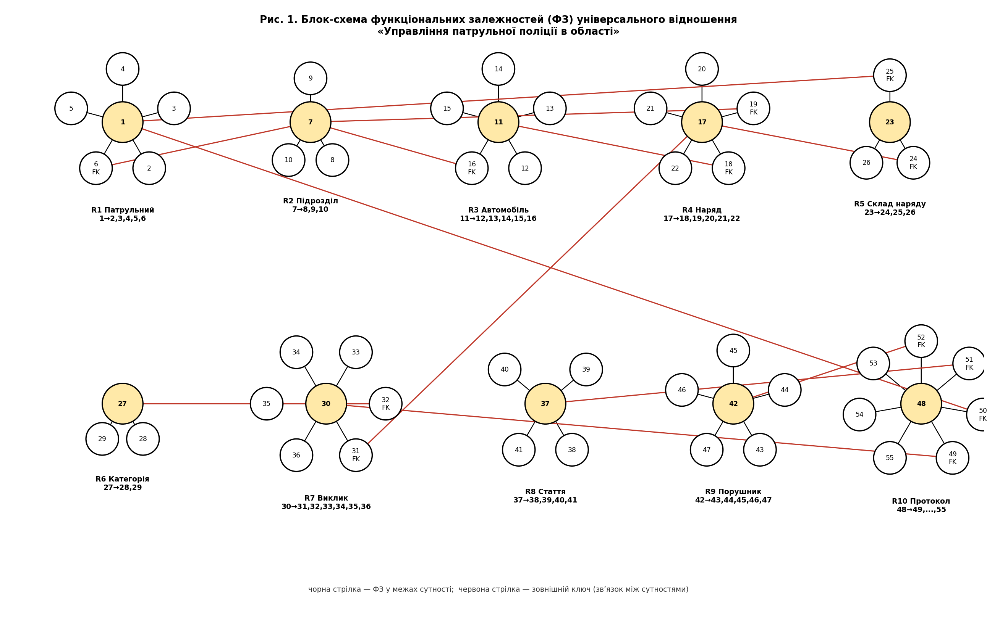 Рис. 1. Блок-схема функціональних залежностей (ФЗ) універсального відношення
«Управління патрульної поліції в області»
4
9
14
20
25
FK
5
3
15
13
21
19
FK
1
7
11
17
23
6
FK
2
10
8
16
FK
12
22
18
FK
26
24
FK
R1 Патрульний
1→2,3,4,5,6
R2 Підрозділ
7→8,9,10
R3 Автомобіль
11→12,13,14,15,16
R4 Наряд
17→18,19,20,21,22
R5 Склад наряду
23→24,25,26
34
33
40
39
45
53
52
FK
51
FK
27
35
30
32
FK
37
46
42
44
54
48
50
FK
29
28
36
31
FK
41
38
47
43
55
49
FK
R6 Категорія
27→28,29
R7 Виклик
30→31,32,33,34,35,36
R8 Стаття
37→38,39,40,41
R9 Порушник
42→43,44,45,46,47
R10 Протокол
48→49,...,55
чорна стрілка — ФЗ у межах сутності;  червона стрілка — зовнішній ключ (зв’язок між сутностями)